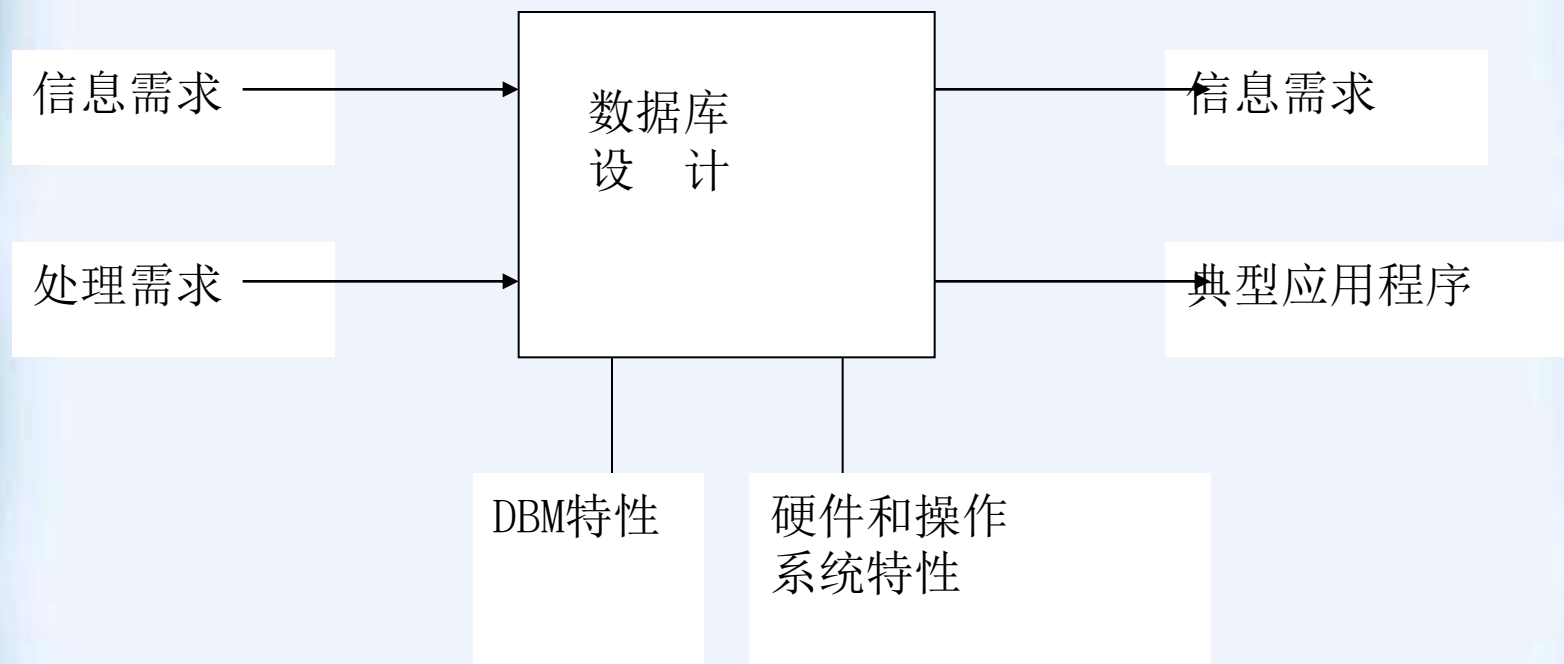 信息需求
数据库
设 计
信息需求
处理需求
典型应用程序
DBM特性
硬件和操作
系统特性